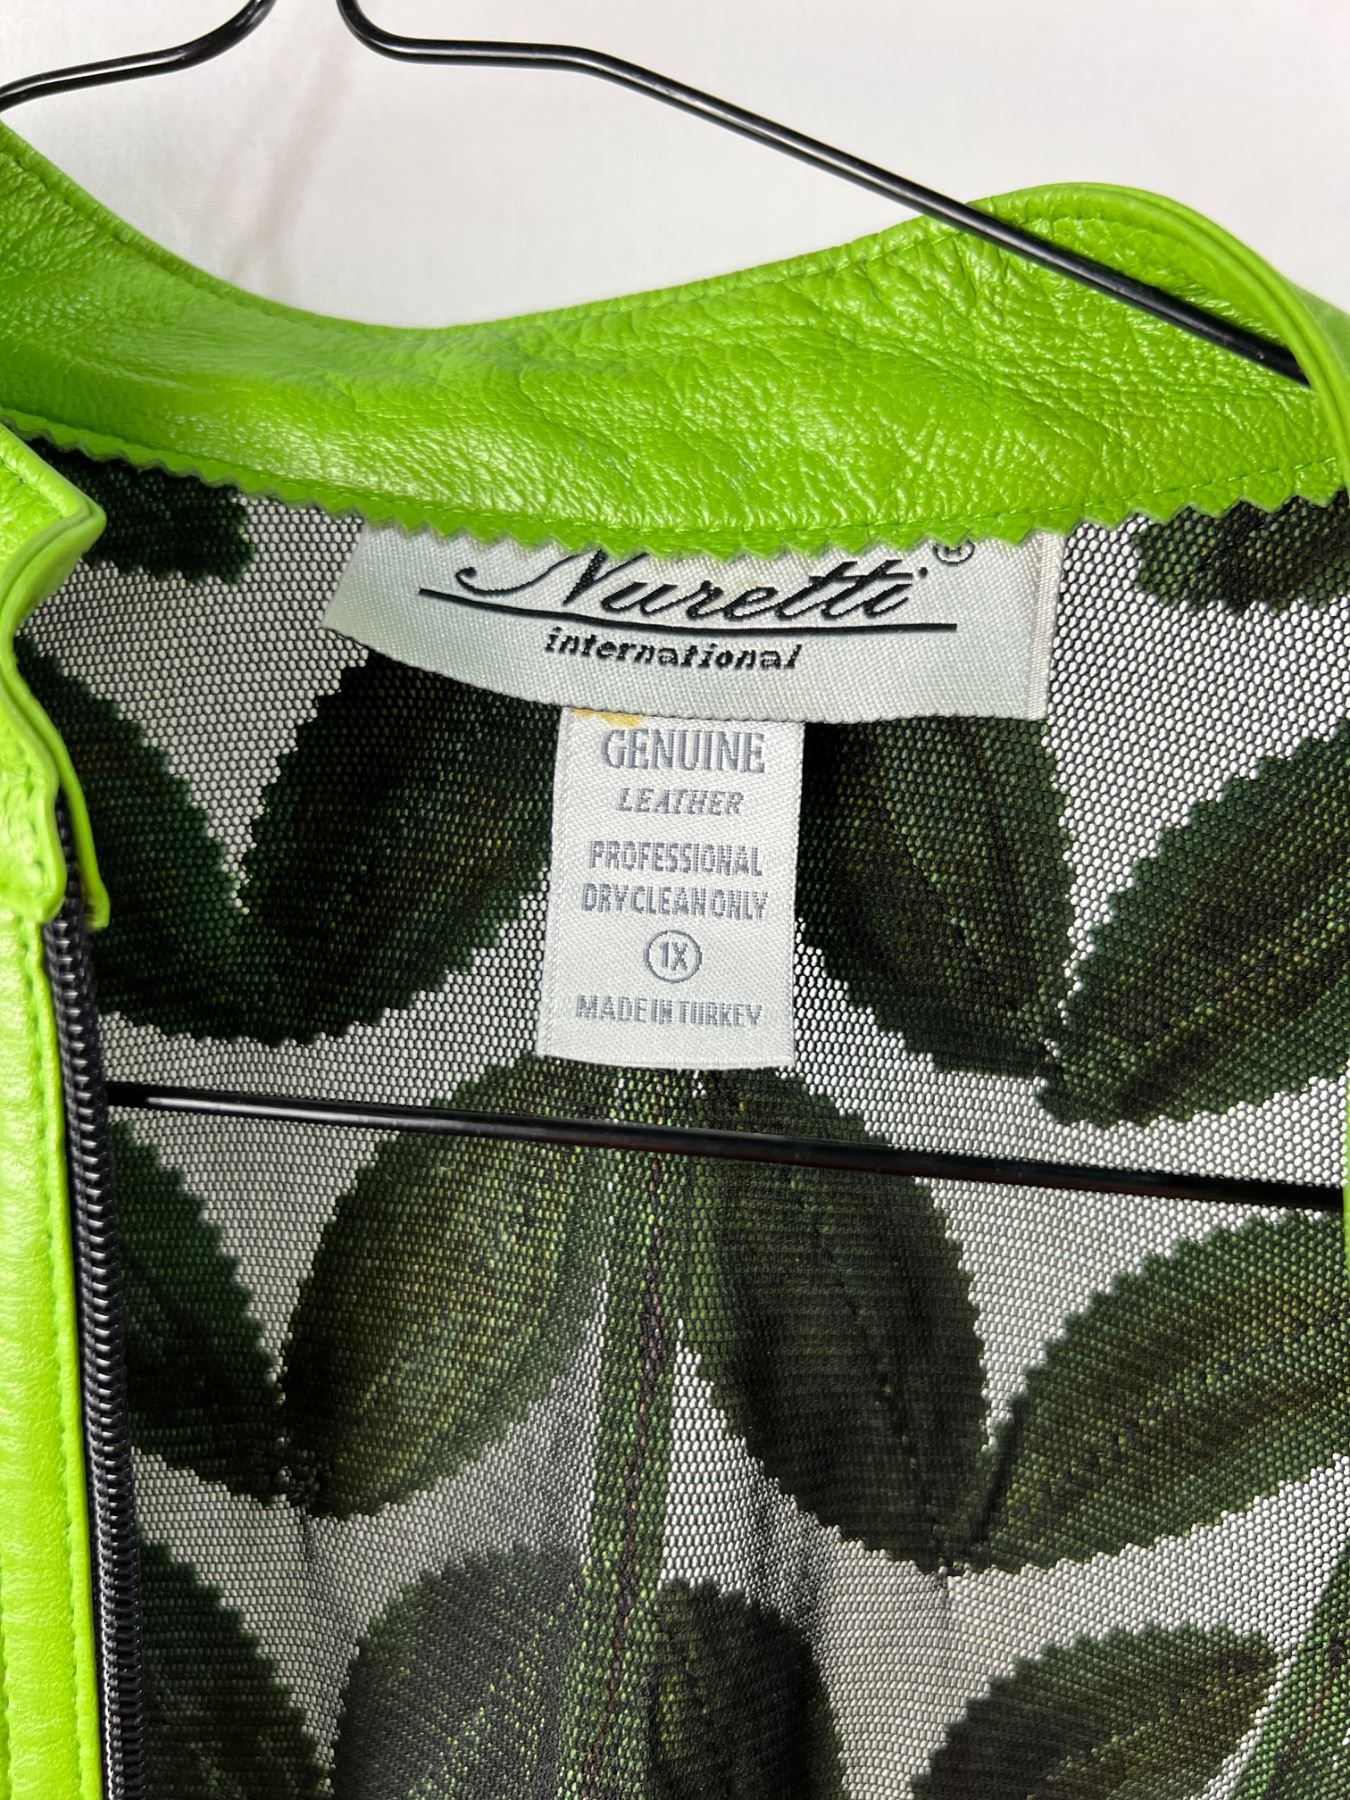 Nuretti ®
international
GENUINE
LEATHER
PROFESSIONAL
DRY CLEAN ONLY
1X
MADE IN TURKEY